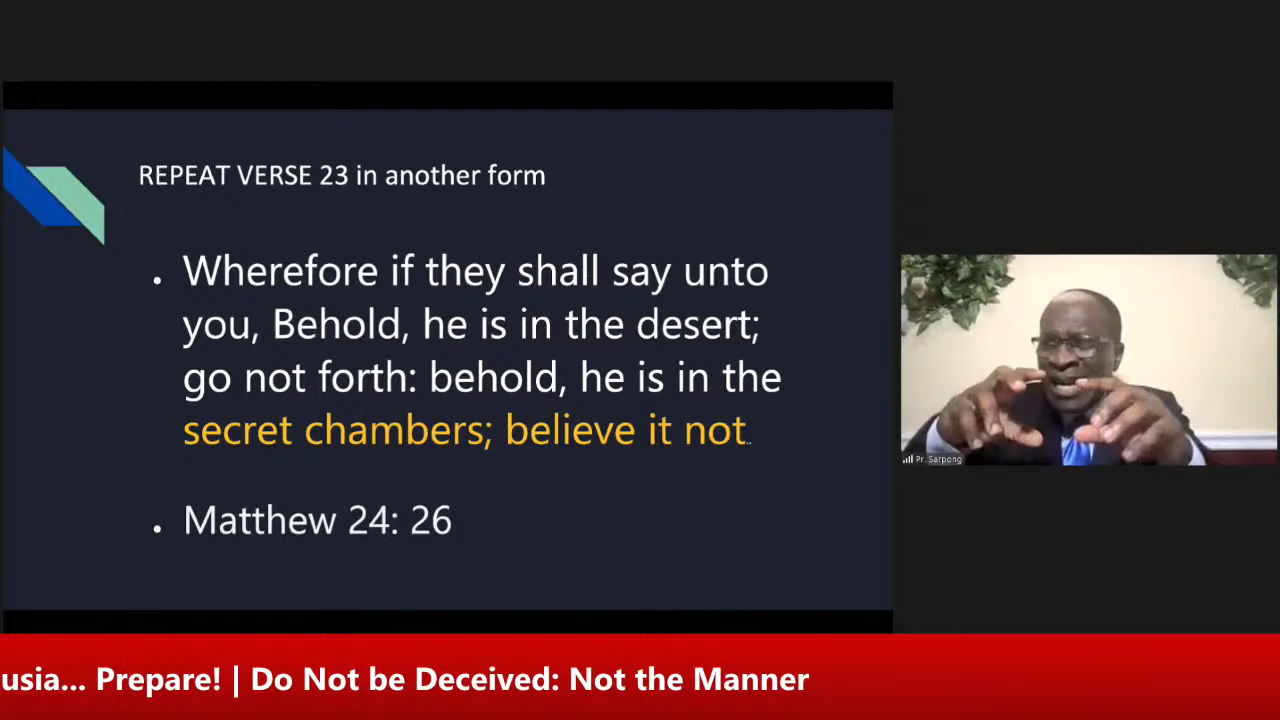 REPEAT VERSE 23 in another form
. Wherefore if they shall say unto
you, Behold, he is in the desert;
go not forth: behold, he is in the
secret chambers; believe it not..
. Matthew 24: 26
Pr. Sarpong
usia... Prepare! | Do Not be Deceived: Not the Manner